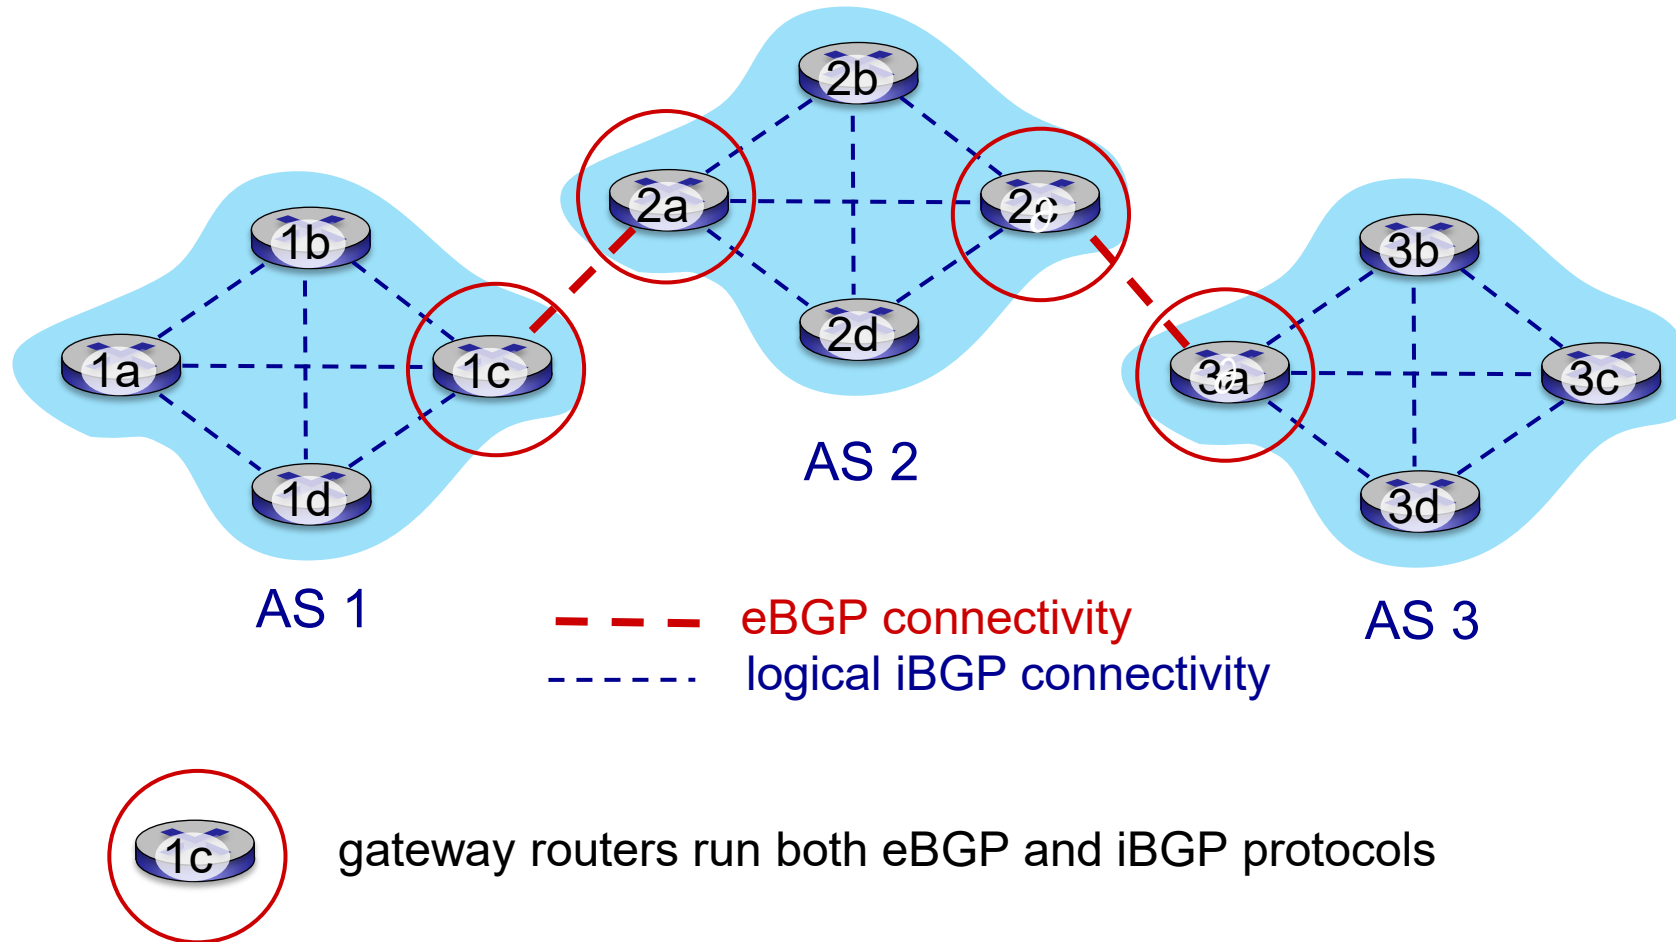 2b
2a
2c
1b
3b
2d
1a
1c
3a
3c
AS 2
1d
3d
AS 1
eBGP connectivity
AS 3
logical iBGP connectivity
1c
gateway routers run both eBGP and iBGP protocols